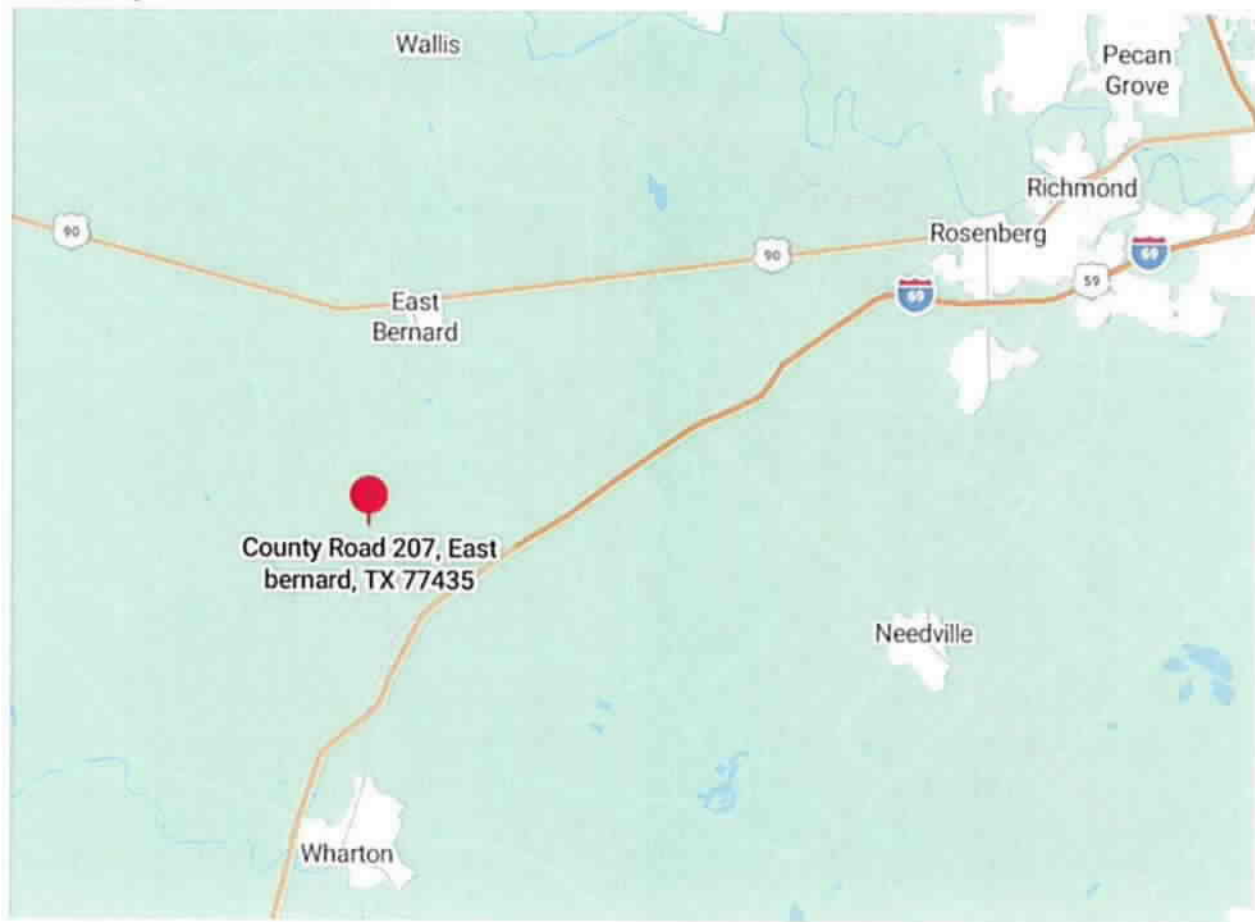 Wallis
Pecan
Grove
Richmond
Rosenberg
90
90
69
59
69
East
Bernard
County Road 207, East
bernard, TX 77435
Needville
Wharton